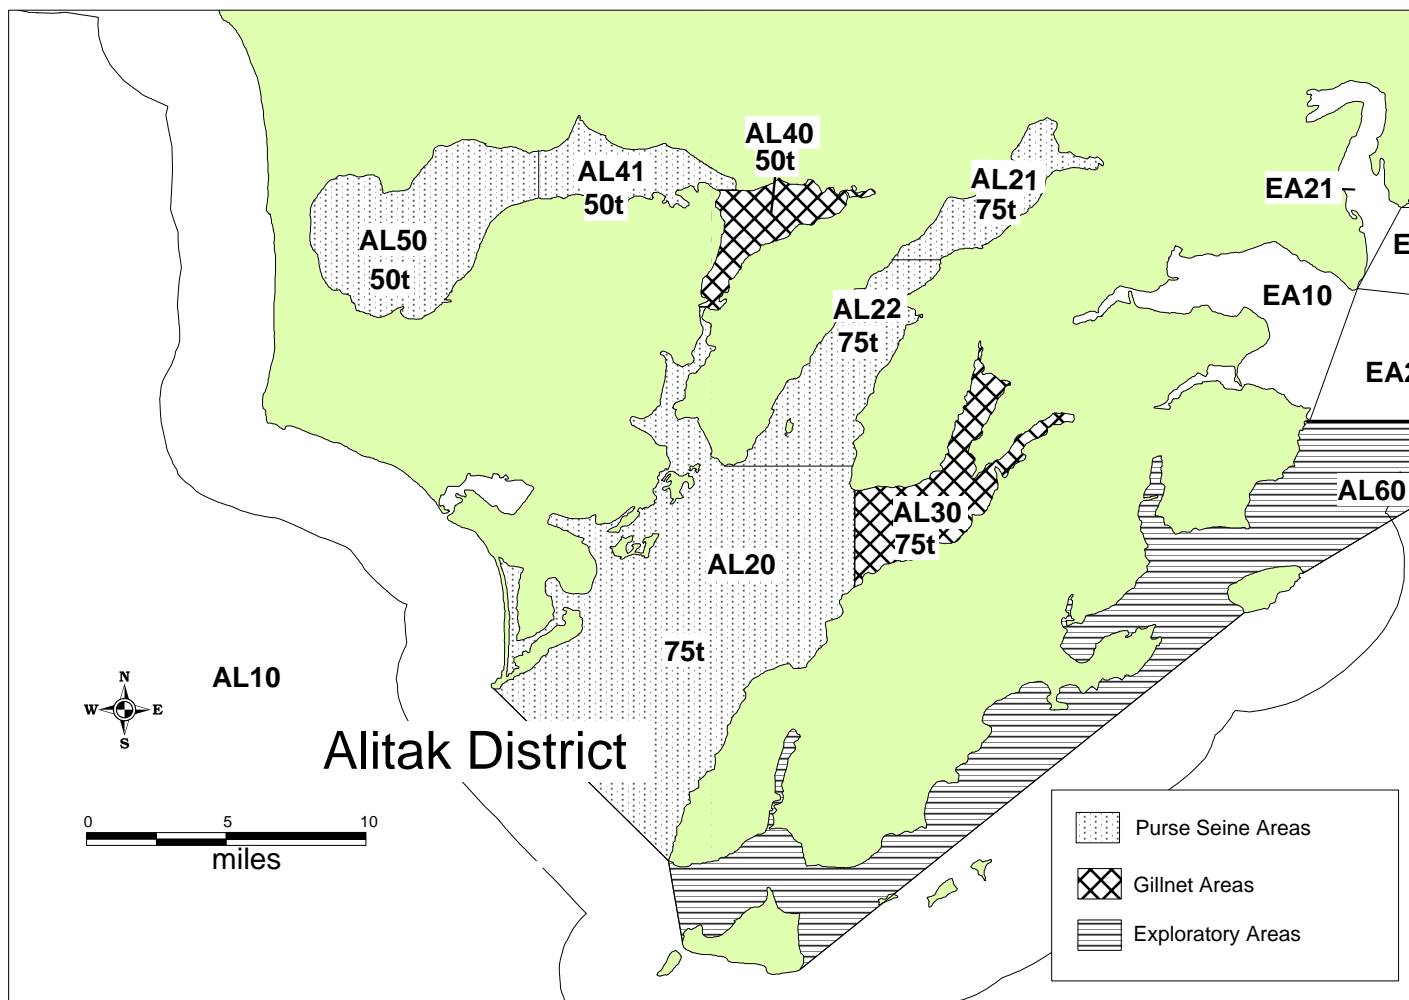 AL40
50t
AL41
50t
AL21
75t
EA21
AL50
50t
E
AL22
75t
EA10
EA2
AL60
AL30
75t
AL20
75t
AL10
N
W
E
S
Alitak District
0
5
10
miles
Purse Seine Areas
Gillnet Areas
Exploratory Areas